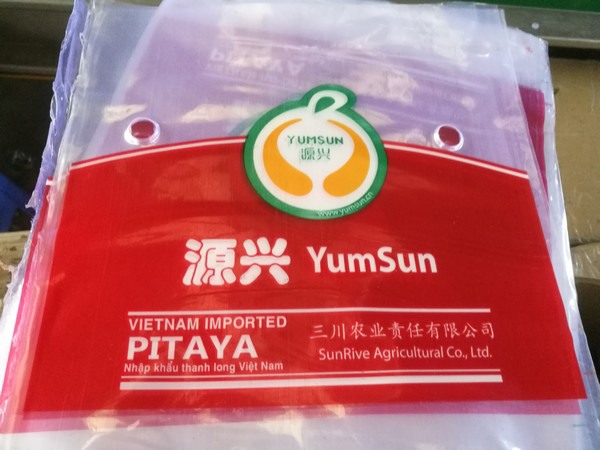 PITAYA
YUMSUN
源兴
www.yumsun.cn
源兴 YumSun
VIETNAM IMPORTED
PITAYA
Nhập khẩu thanh long Việt Nam
三川农业责任有限公司
SunRive Agricultural Co., Ltd.